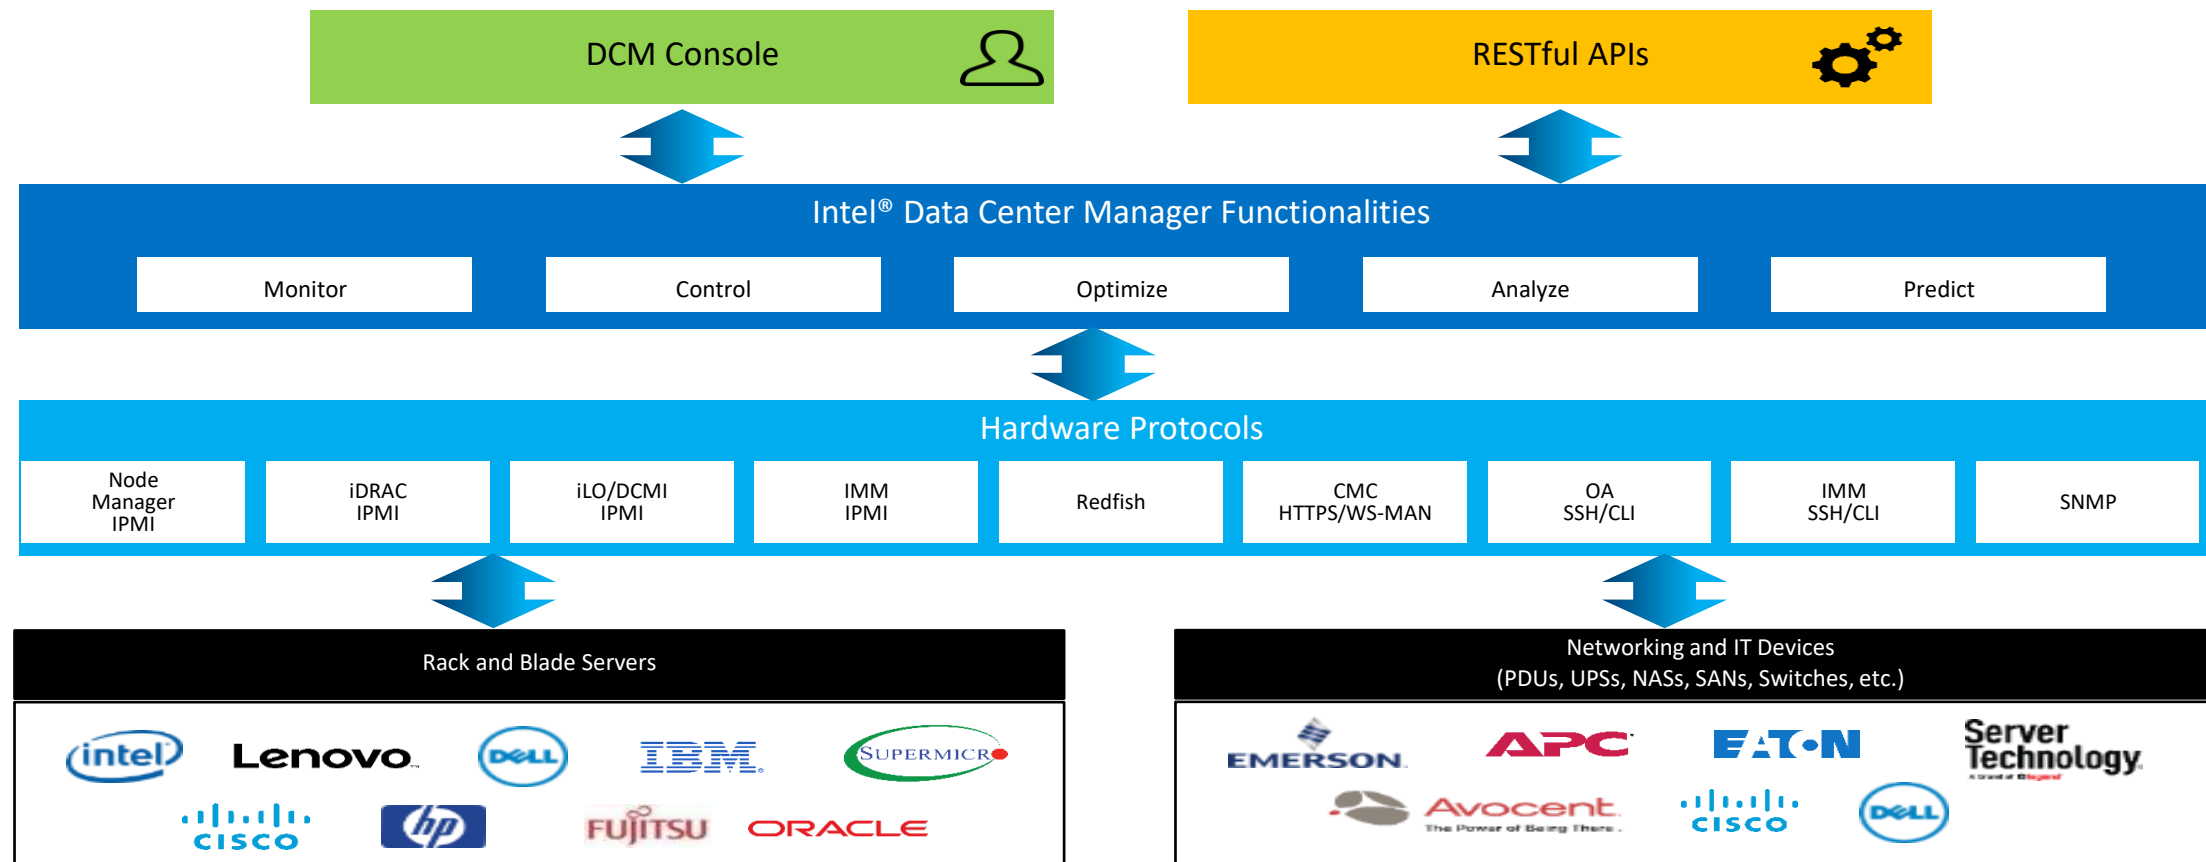 DCM Console
RESTful APIs
Intel® Data Center Manager Functionalities
Monitor
Control
Optimize
Analyze
Predict
Hardware Protocols
Node
Manager
IPMI
iDRAC
IPMI
iLO/DCMI
IPMI
IMM
IPMI
Redfish
CMC
HTTPS/WS-MAN
OA
SSH/CLI
IMM
SSH/CLI
SNMP
Rack and Blade Servers
Networking and IT Devices
(PDUs, UPSs, NASs, SANs, Switches, etc.)
intel
Lenovo
DELL
IBM
SUPERMICRO
CISCO
hp
FUJITSU
ORACLE
EMERSON
APC
EATON
Server
Technology
A brand of legrand
Avocent
The Power of Being There.
CISCO
DELL